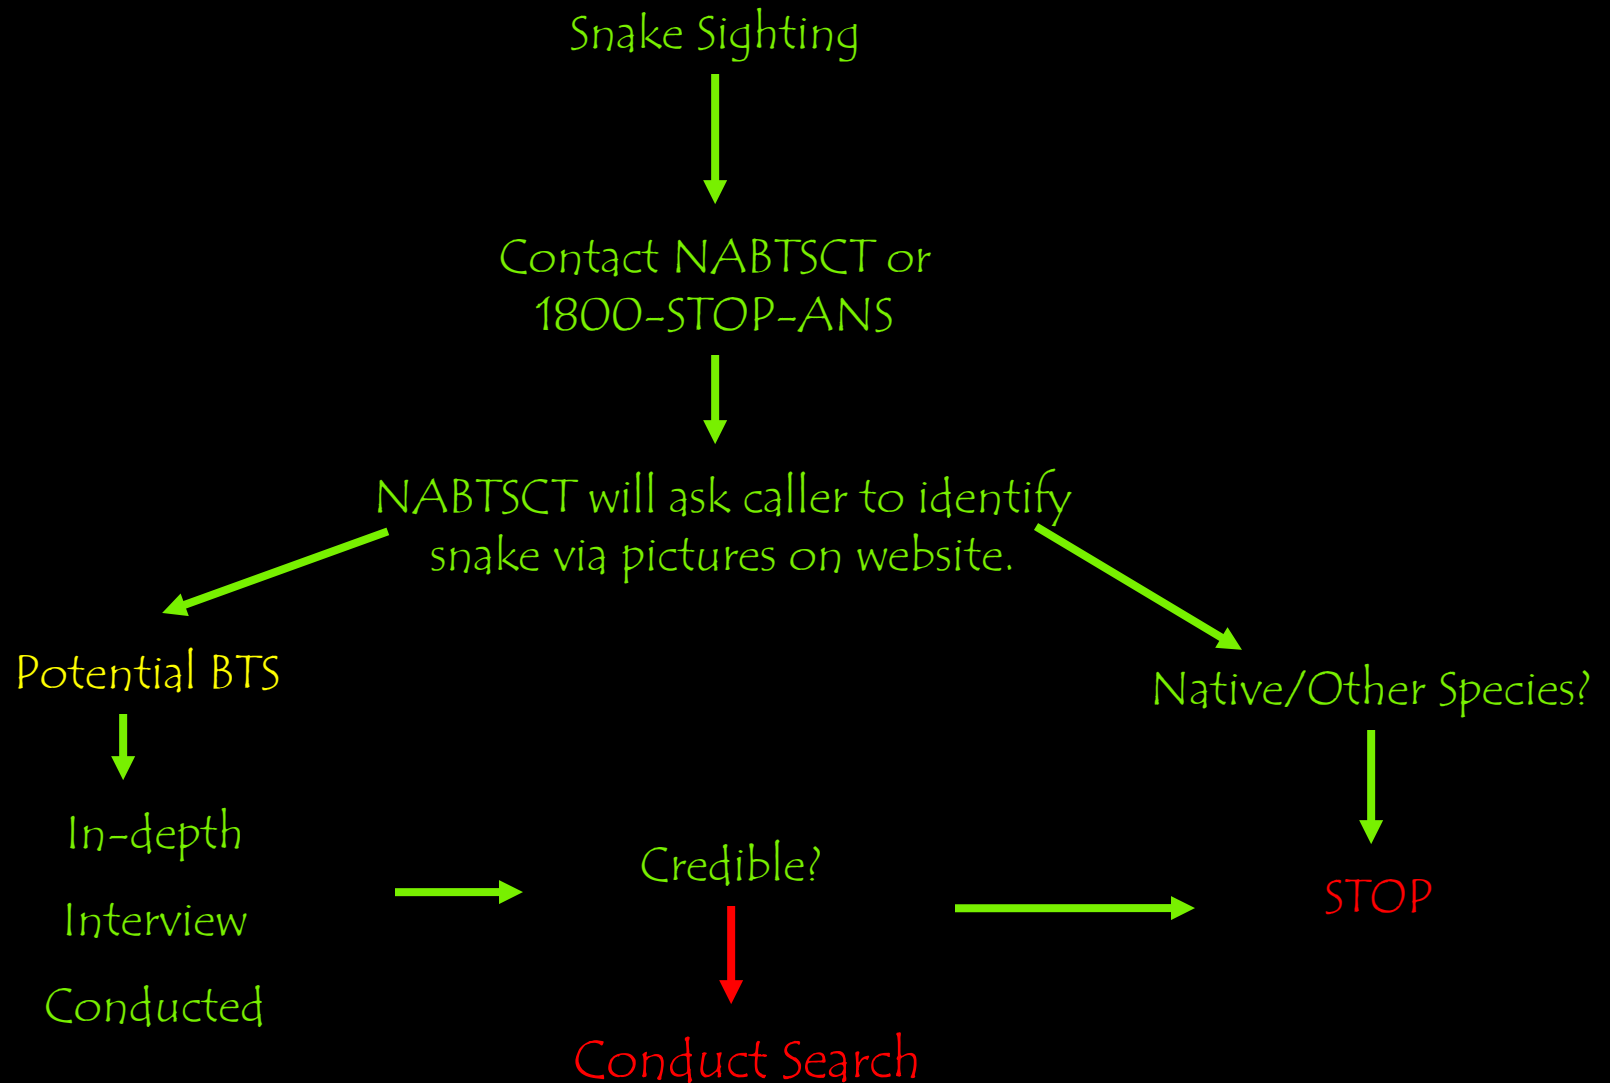 Snake Sighting
Contact NABTSCT or
1800-STOP-ANS
NABTSCT will ask caller to identify
snake via pictures on website.
Potential BTS
Native/Other Species?
In-depth
Interview
Conducted
Credible?
STOP
Conduct Search